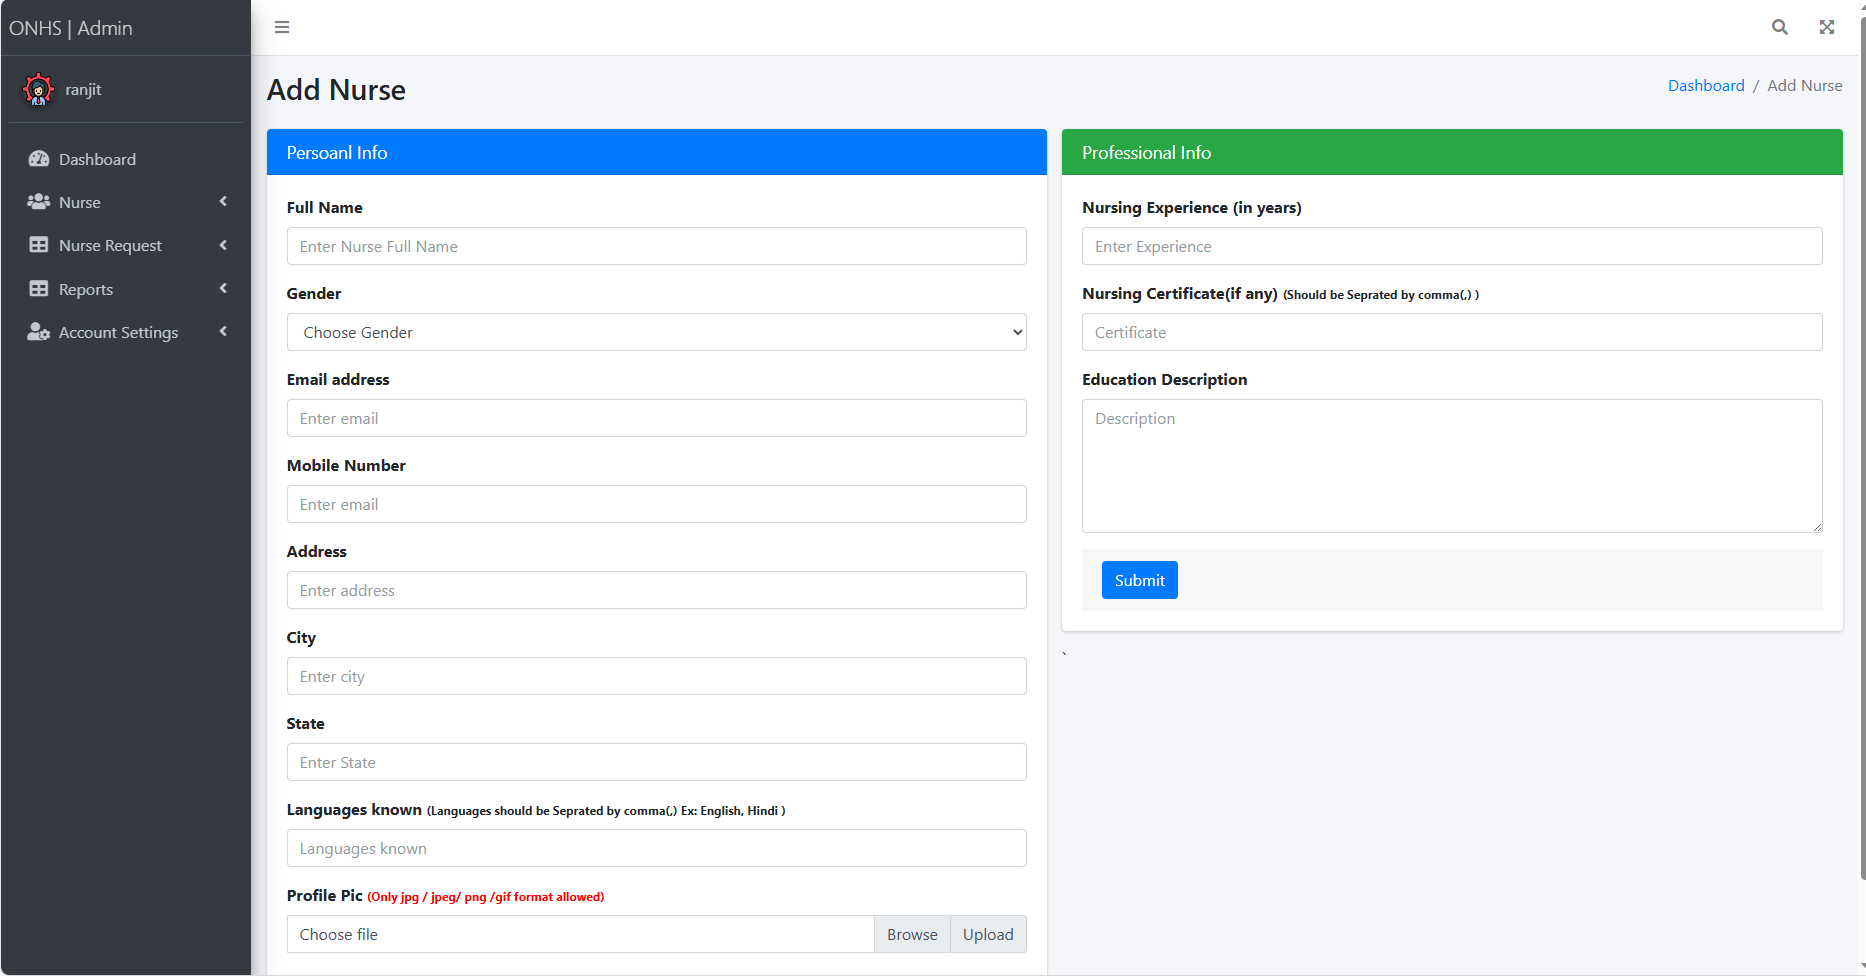 ONHS | Admin
ranjit
Dashboard
Nurse
Nurse Request
Reports
Account Settings
Add Nurse
Dashboard / Add Nurse
Persoanl Info
Full Name
Enter Nurse Full Name
Gender
Choose Gender
Email address
Enter email
Mobile Number
Enter email
Address
Enter address
City
Enter city
State
Enter State
Languages known (Languages should be Seprated by comma(,) Ex: English, Hindi )
Languages known
Profile Pic (Only jpg / jpeg/ png /gif format allowed)
Choose file
Browse
Upload
Professional Info
Nursing Experience (in years)
Enter Experience
Nursing Certificate(if any) (Should be Seprated by comma(,) )
Certificate
Education Description
Description
Submit
`